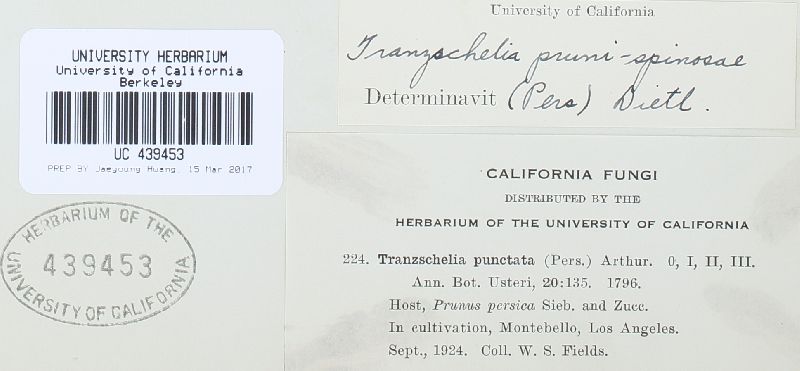 University of California
Tranzschelia pruni-spinosae
Determinavit (Pers) Dietl.
UNIVERSITY HERBARIUM
University of California
Berkeley
UC 439453
PREP BY Jaeyoung Huang, 15 Mar 2017
HERBARIUM OF THE
439453
UNIVERSITY OF CALIFORNIA
CALIFORNIA FUNGI
DISTRIBUTED BY THE
HERBARIUM OF THE UNIVERSITY OF CALIFORNIA
224. Tranzschelia punctata (Pers.) Arthur. 0, I, II, III.
Ann. Bot. Usteri, 20:135. 1796.
Host, Prunus persica Sieb. and Zucc.
In cultivation, Montebello, Los Angeles.
Sept., 1924. Coll. W. S. Fields.